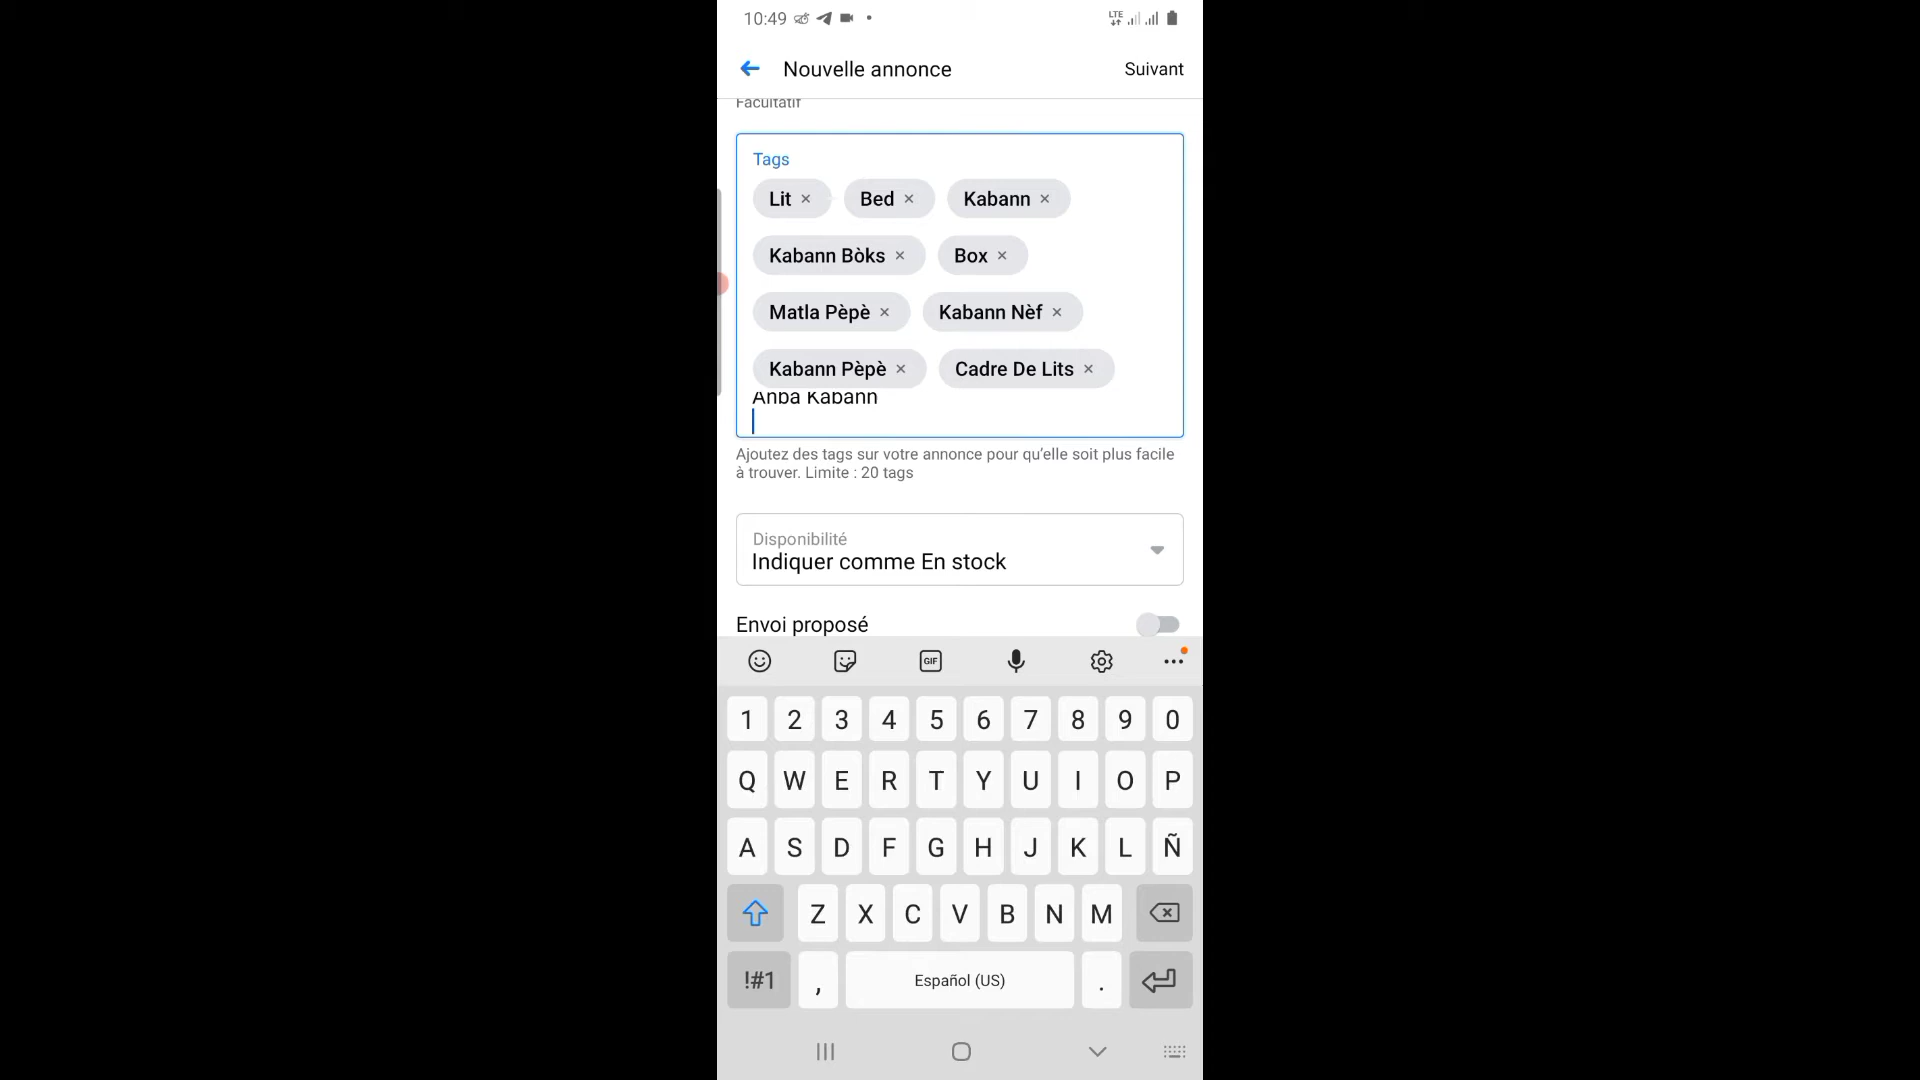 10:49
LTE
Nouvelle annonce
Suivant
Facultatif
Tags
Lit × Bed × Kabann ×
Kabann Bòks × Box ×
Matla Pèpè × Kabann Nèf ×
Kabann Pèpè × Cadre De Lits ×
Anba Kabann
Ajoutez des tags sur votre annonce pour qu’elle soit plus facile
à trouver. Limite : 20 tags
Disponibilité
Indiquer comme En stock
Envoi proposé
GIF
1 2 3 4 5 6 7 8 9 0
Q W E R T Y U I O P
A S D F G H J K L Ñ
Z X C V B N M
!#1 , Español (US) .